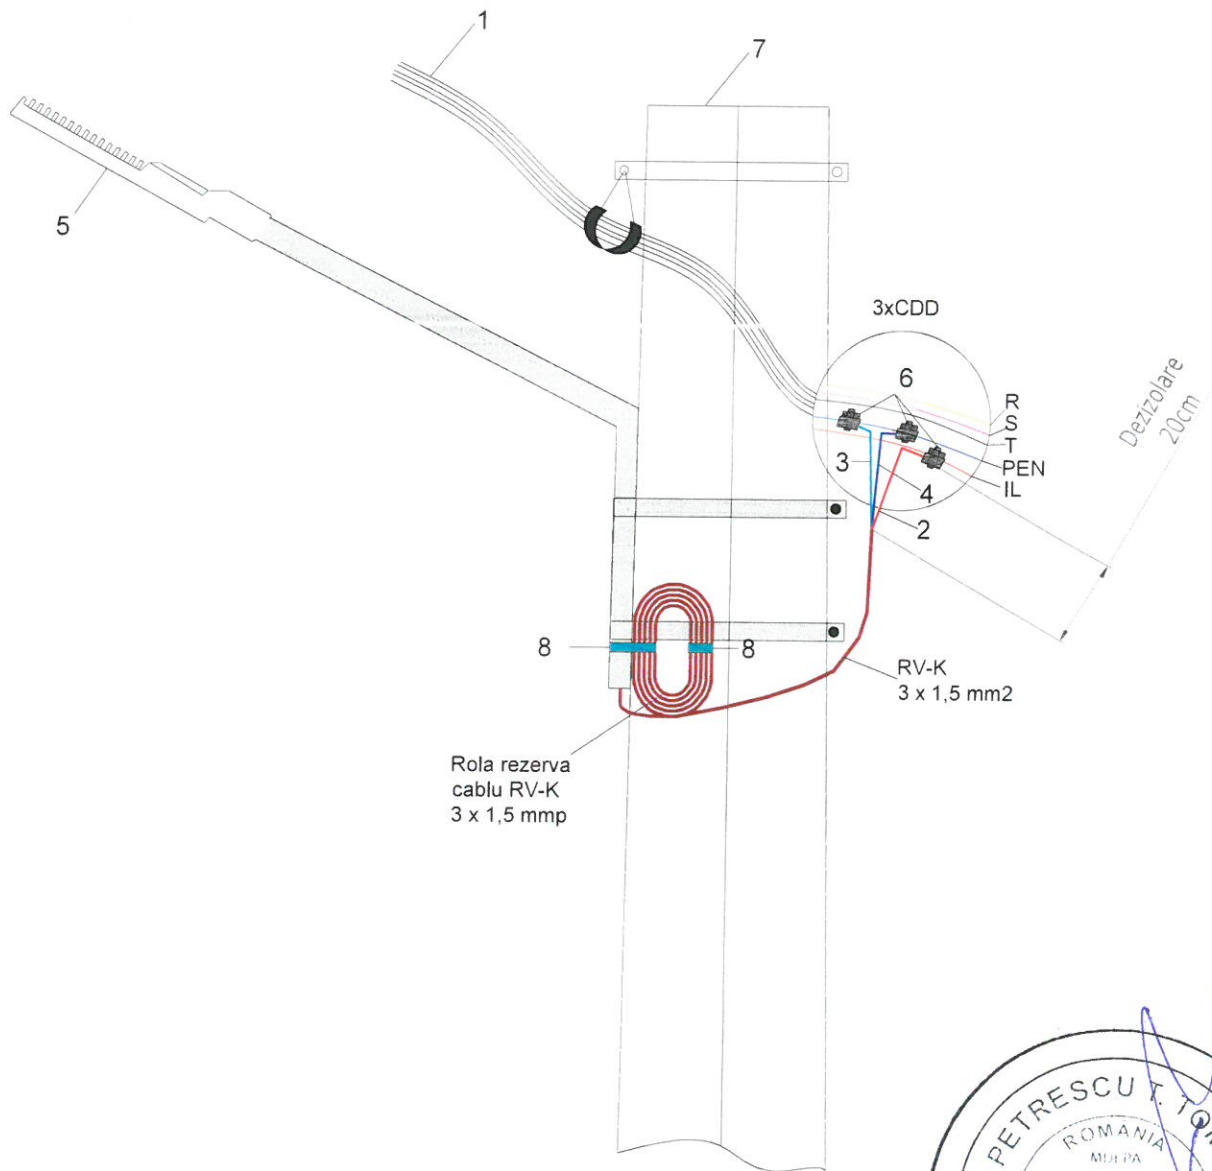 1
7
5
3xCDD
6
R
S
T
PEN
IL
3
4
2
Dezizolare
20cm
8
8
RV-K
3 x 1,5 mm2
Rola rezerva
cablu RV-K
3 x 1,5 mmp
PETRESCU T.
ROMANIA
MDLPA